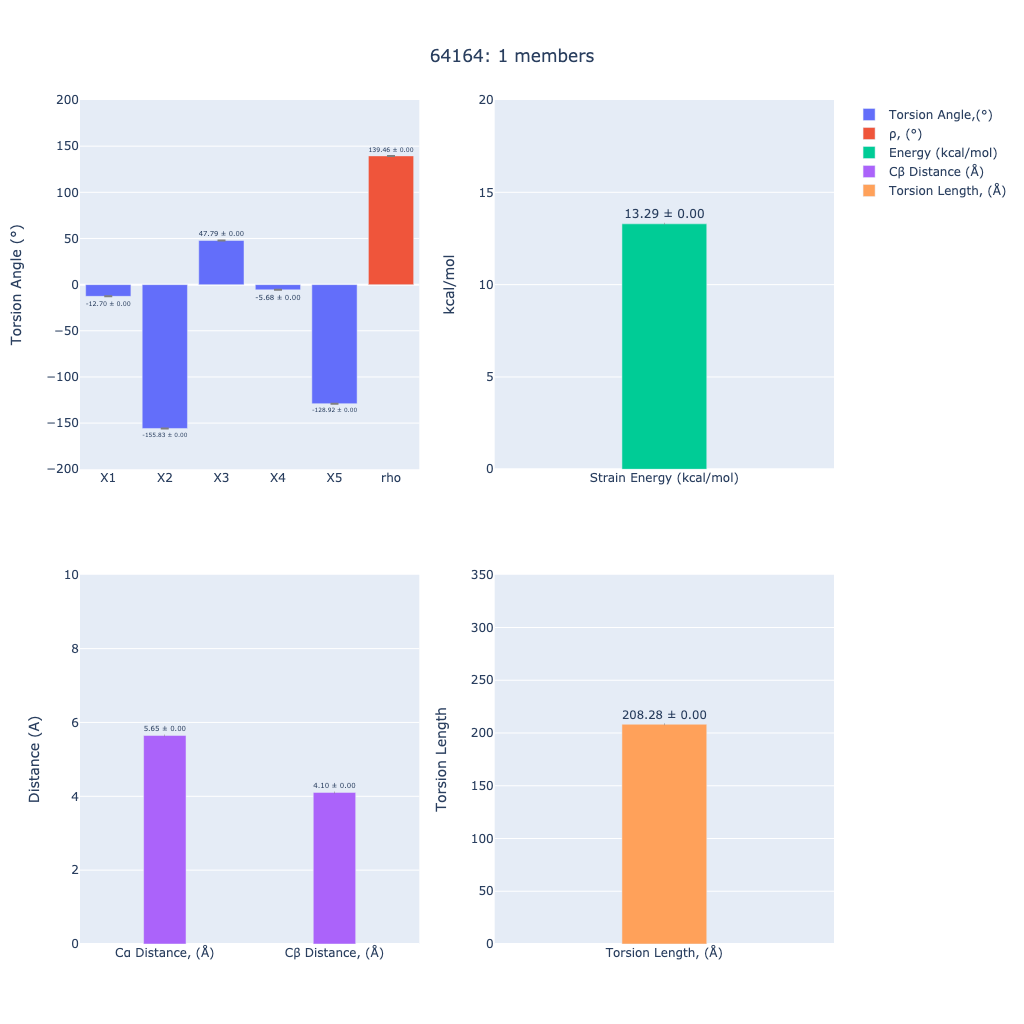 64164: 1 members
Torsion Angle (°)
200
150
100
50
0
−50
−100
−150
−200
-12.70 ± 0.00
-155.83 ± 0.00
47.79 ± 0.00
-5.68 ± 0.00
-128.92 ± 0.00
139.46 ± 0.00
X1 X2 X3 X4 X5 rho
kcal/mol
20
15
10
5
0
13.29 ± 0.00
Strain Energy (kcal/mol)
Torsion Angle,(°)
ρ, (°)
Energy (kcal/mol)
Cβ Distance (Å)
Torsion Length, (Å)
Distance (A)
10
8
6
4
2
0
5.65 ± 0.00
4.10 ± 0.00
Cα Distance, (Å) Cβ Distance, (Å)
Torsion Length
350
300
250
200
150
100
50
0
208.28 ± 0.00
Torsion Length, (Å)